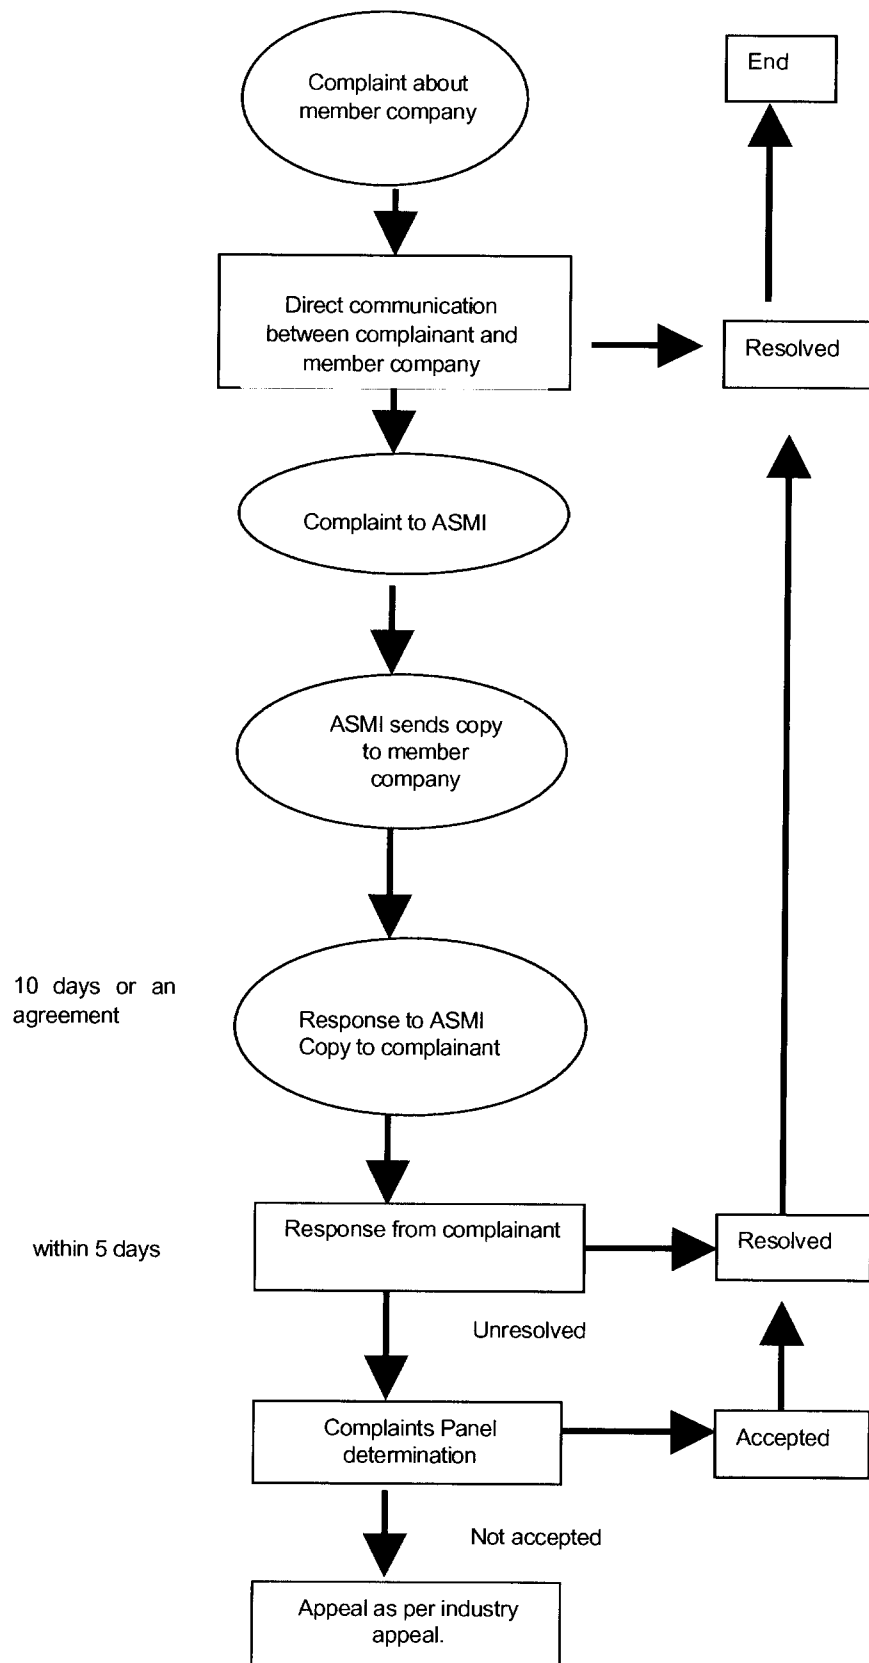 Complaint about
member company
End
Direct communication
between complainant and
member company
Resolved
Complaint to ASMI
ASMI sends copy
to member
company
10 days or an
agreement
Response to ASMI
Copy to complainant
within 5 days
Response from complainant
Resolved
Unresolved
Complaints Panel
determination
Accepted
Not accepted
Appeal as per industry
appeal.